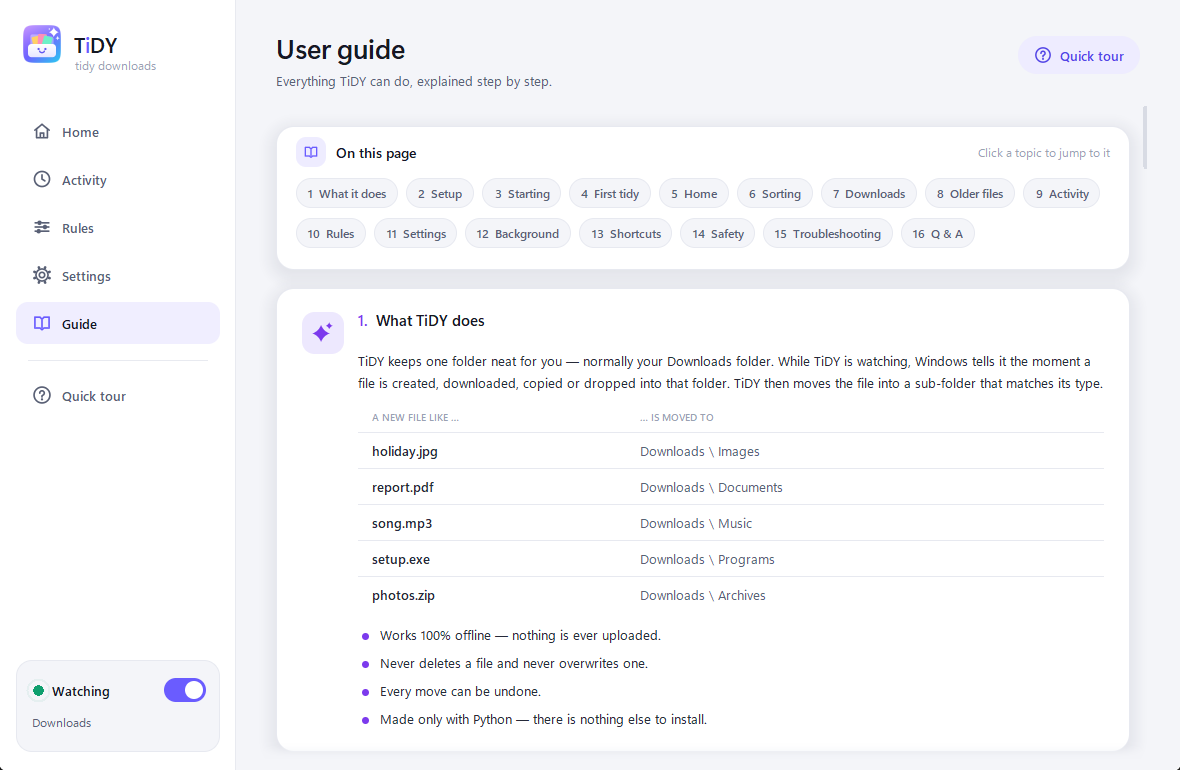 TiDY
tidy downloads
Home
Activity
Rules
Settings
Guide
Quick tour
Watching
Downloads
User guide
Everything TiDY can do, explained step by step.
Quick tour
On this page
Click a topic to jump to it
1 What it does 2 Setup 3 Starting 4 First tidy 5 Home 6 Sorting 7 Downloads 8 Older files 9 Activity
10 Rules 11 Settings 12 Background 13 Shortcuts 14 Safety 15 Troubleshooting 16 Q & A
1. What TiDY does
TiDY keeps one folder neat for you — normally your Downloads folder. While TiDY is watching, Windows tells it the moment a
file is created, downloaded, copied or dropped into that folder. TiDY then moves the file into a sub-folder that matches its type.
A NEW FILE LIKE ... ... IS MOVED TO
holiday.jpg Downloads \ Images
report.pdf Downloads \ Documents
song.mp3 Downloads \ Music
setup.exe Downloads \ Programs
photos.zip Downloads \ Archives
Works 100% offline — nothing is ever uploaded.
Never deletes a file and never overwrites one.
Every move can be undone.
Made only with Python — there is nothing else to install.